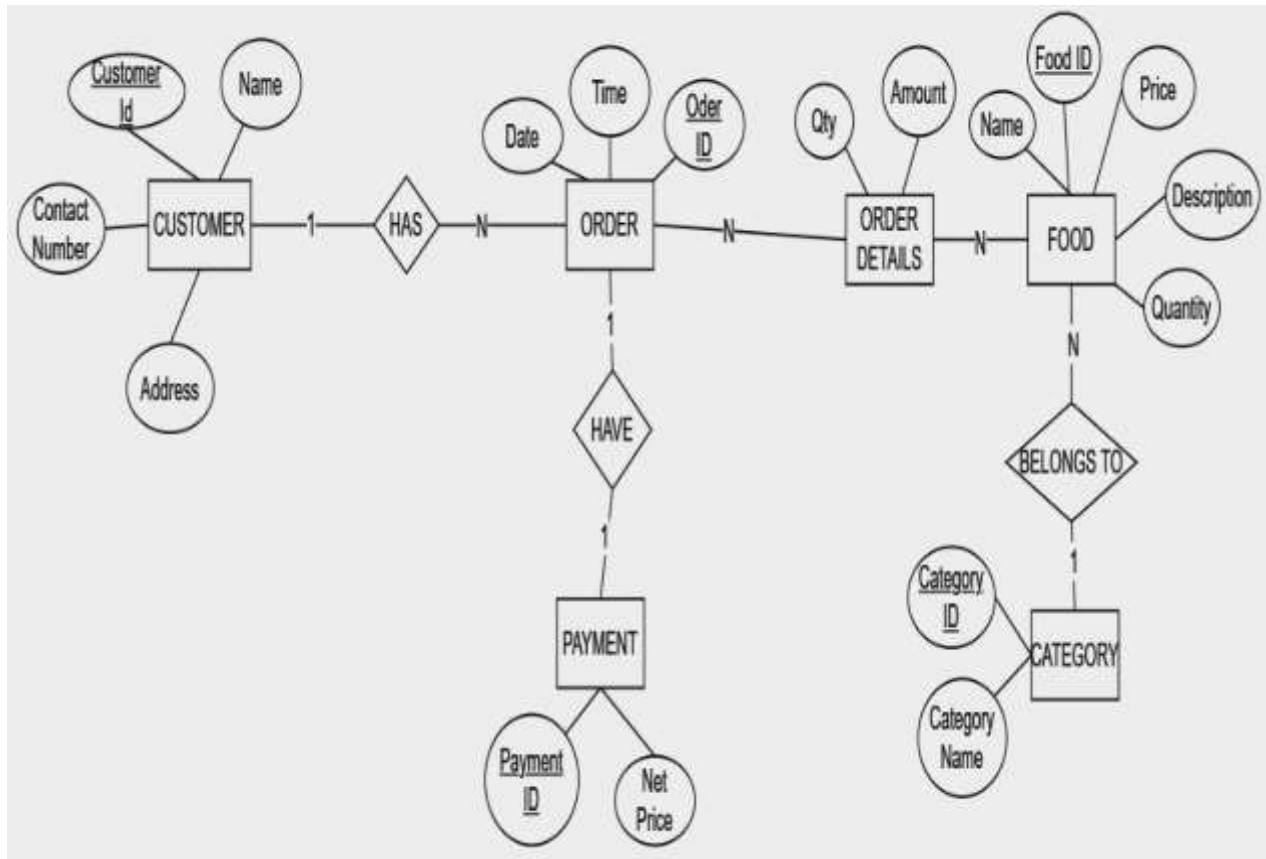 Customer
Id
Name
Contact
Number
CUSTOMER
Address
1
HAS
N
Date
Time
Oder
ID
ORDER
N
Qty
Amount
ORDER
DETAILS
N
Name
Food ID
Price
Description
Quantity
FOOD
1
HAVE
1
PAYMENT
Payment
ID
Net
Price
N
BELONGS TO
1
Category
ID
CATEGORY
Category
Name